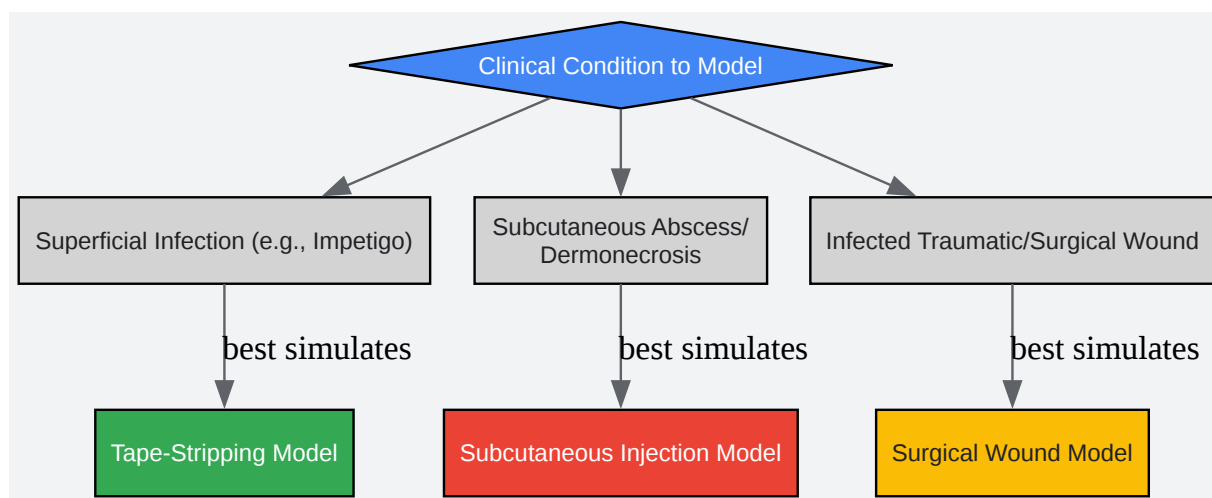 Clinical Condition to Model
Superficial Infection (e.g., Impetigo)
Subcutaneous Abscess/
Dermonecrosis
Infected Traumatic/Surgical Wound
best simulates
best simulates
best simulates
Tape-Stripping Model
Subcutaneous Injection Model
Surgical Wound Model